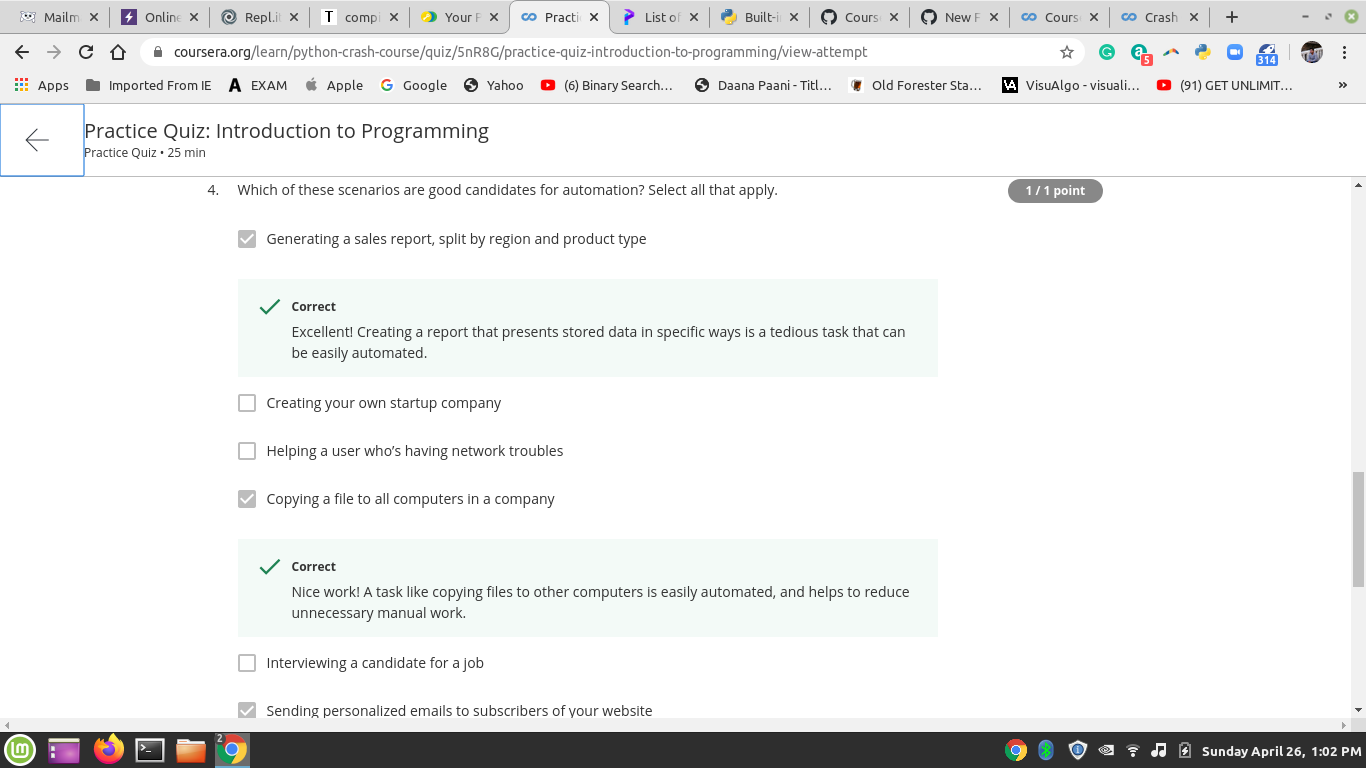 Mailm
Online
Repl.it
compl
Your F
Practi
List of
Built-i
Cours
New F
Cours
Crash
coursera.org/learn/python-crash-course/quiz/5nR8G/practice-quiz-introduction-to-programming/view-attempt
5
314
Apps
Imported From IE
EXAM
Apple
Google
Yahoo
(6) Binary Search...
Daana Paani - Titl...
Old Forester Sta...
VisuAlgo - visuali...
(91) GET UNLIMIT...
»
Practice Quiz: Introduction to Programming
Practice Quiz • 25 min
4. Which of these scenarios are good candidates for automation? Select all that apply.
1 / 1 point
Generating a sales report, split by region and product type
Correct
Excellent! Creating a report that presents stored data in specific ways is a tedious task that can
be easily automated.
Creating your own startup company
Helping a user who’s having network troubles
Copying a file to all computers in a company
Correct
Nice work! A task like copying files to other computers is easily automated, and helps to reduce
unnecessary manual work.
Interviewing a candidate for a job
Sending personalized emails to subscribers of your website
2
Sunday April 26, 1:02 PM